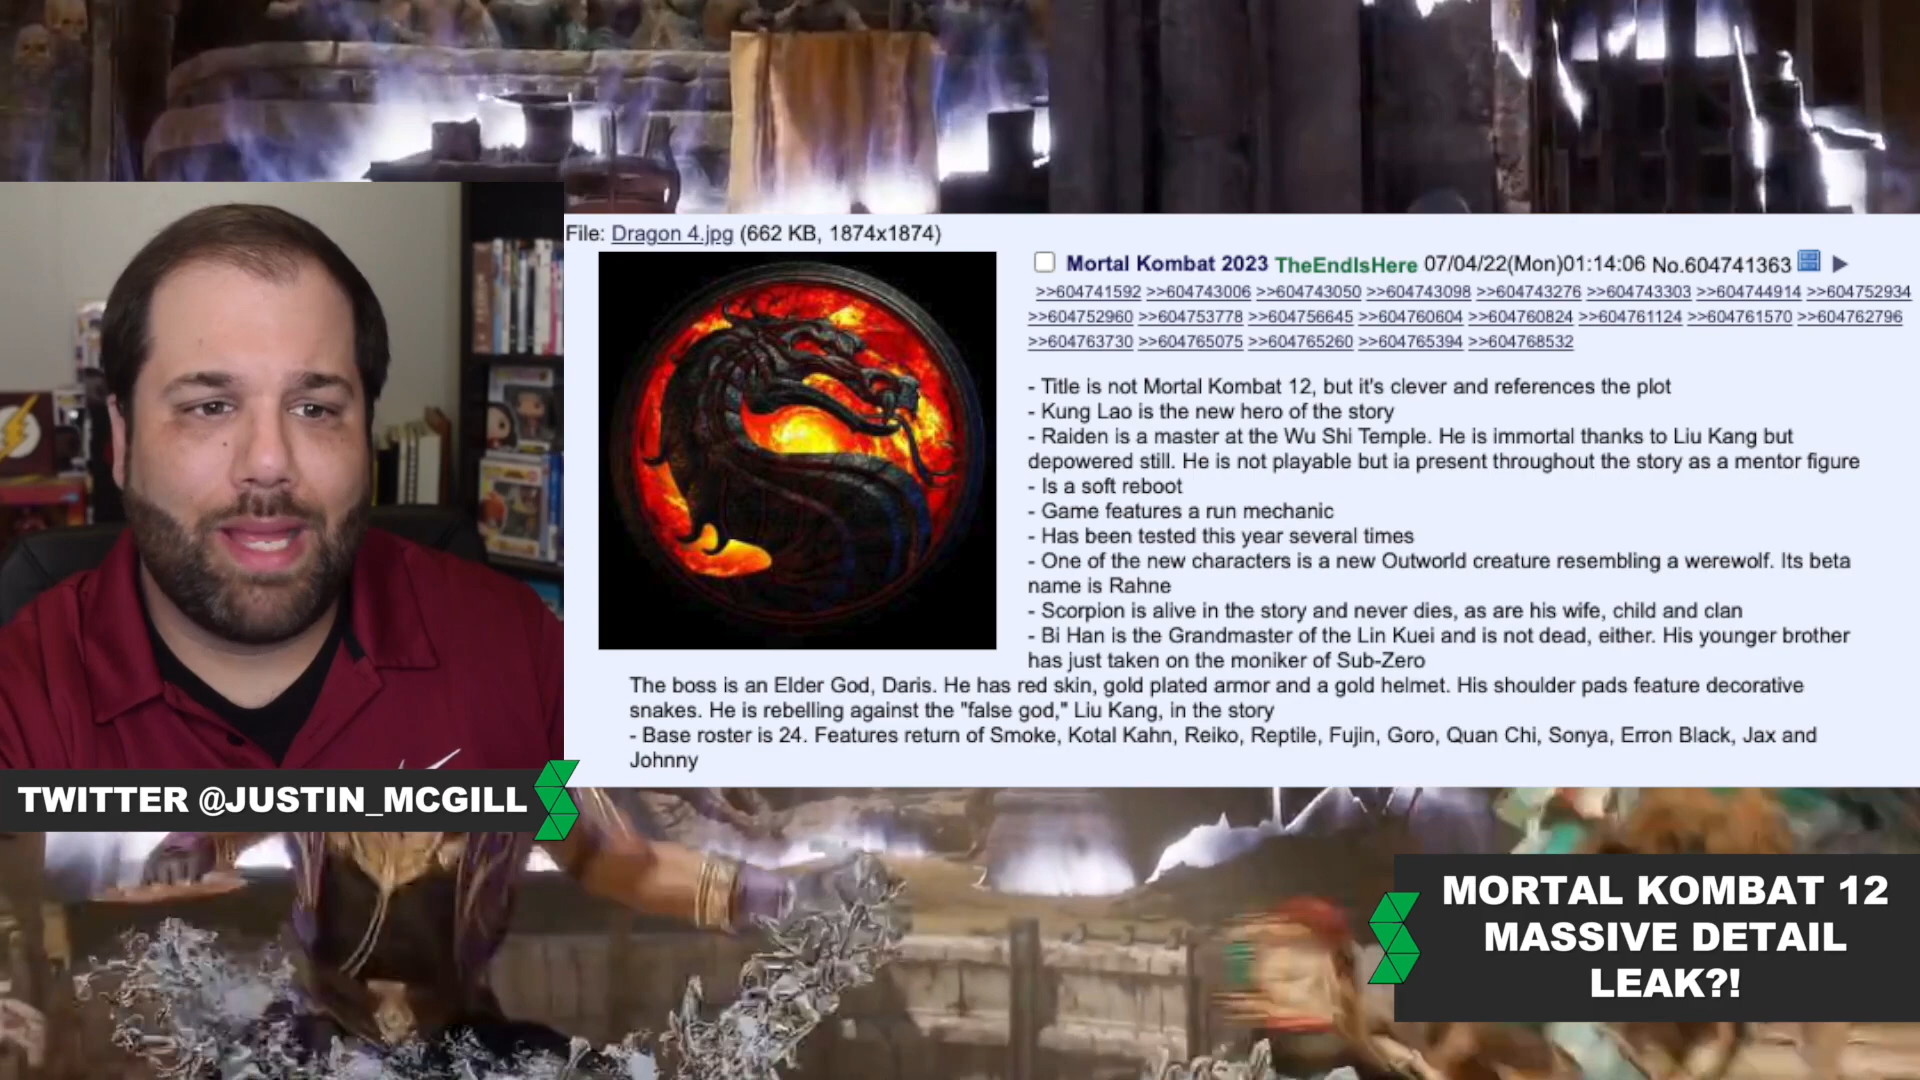 File: Dragon 4.jpg (662 KB, 1874x1874)
Mortal Kombat 2023 TheEndIsHere 07/04/22(Mon)01:14:06 No.604741363
>>604741592 >>604743006 >>604743050 >>604743098 >>604743276 >>604743303 >>604744914 >>604752934
>>604752960 >>604753778 >>604756645 >>604760604 >>604760824 >>604761124 >>604761570 >>604762796
>>604763730 >>604765075 >>604765260 >>604765394 >>604768532
- Title is not Mortal Kombat 12, but it's clever and references the plot
- Kung Lao is the new hero of the story
- Raiden is a master at the Wu Shi Temple. He is immortal thanks to Liu Kang but
depowered still. He is not playable but ia present throughout the story as a mentor figure
- Is a soft reboot
- Game features a run mechanic
- Has been tested this year several times
- One of the new characters is a new Outworld creature resembling a werewolf. Its beta
name is Rahne
- Scorpion is alive in the story and never dies, as are his wife, child and clan
- Bi Han is the Grandmaster of the Lin Kuei and is not dead, either. His younger brother
has just taken on the moniker of Sub-Zero
The boss is an Elder God, Daris. He has red skin, gold plated armor and a gold helmet. His shoulder pads feature decorative
snakes. He is rebelling against the "false god," Liu Kang, in the story
- Base roster is 24. Features return of Smoke, Kotal Kahn, Reiko, Reptile, Fujin, Goro, Quan Chi, Sonya, Erron Black, Jax and
Johnny
TWITTER @JUSTIN_MCGILL
MORTAL KOMBAT 12
MASSIVE DETAIL
LEAK?!